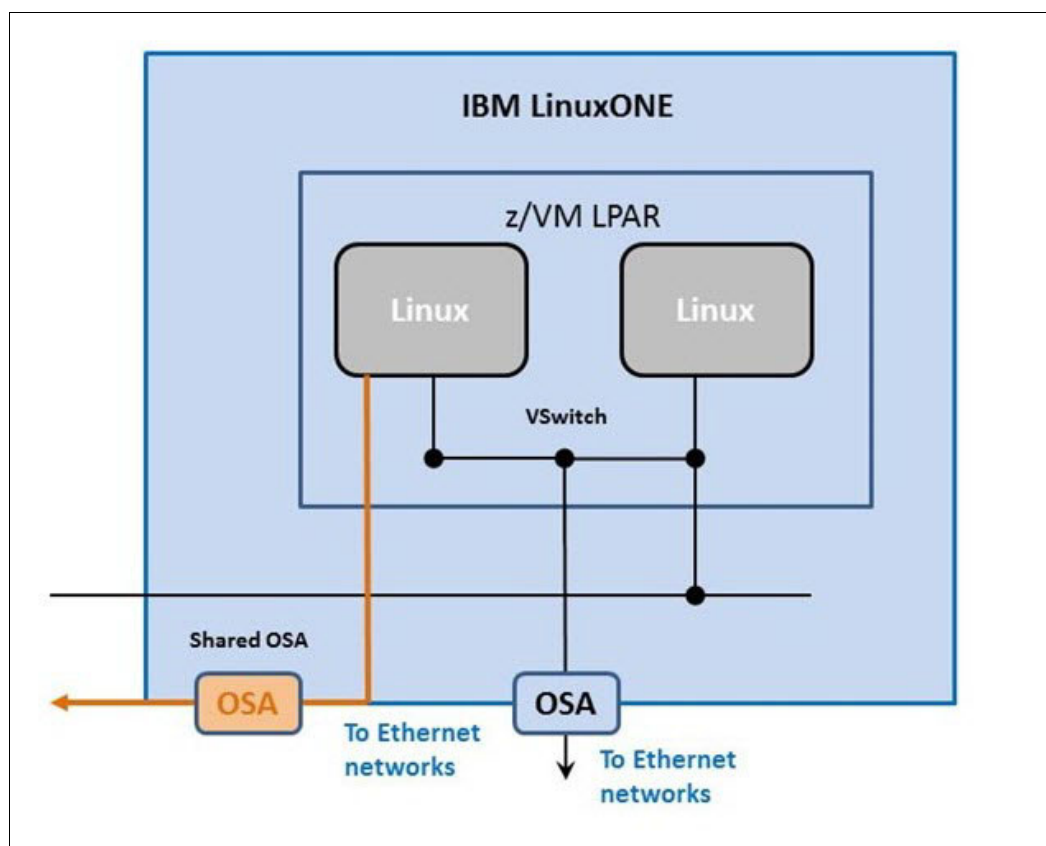 IBM LinuxONE
z/VM LPAR
Linux
Linux
VSwitch
Shared OSA
OSA
OSA
To Ethernet
networks
To Ethernet
networks